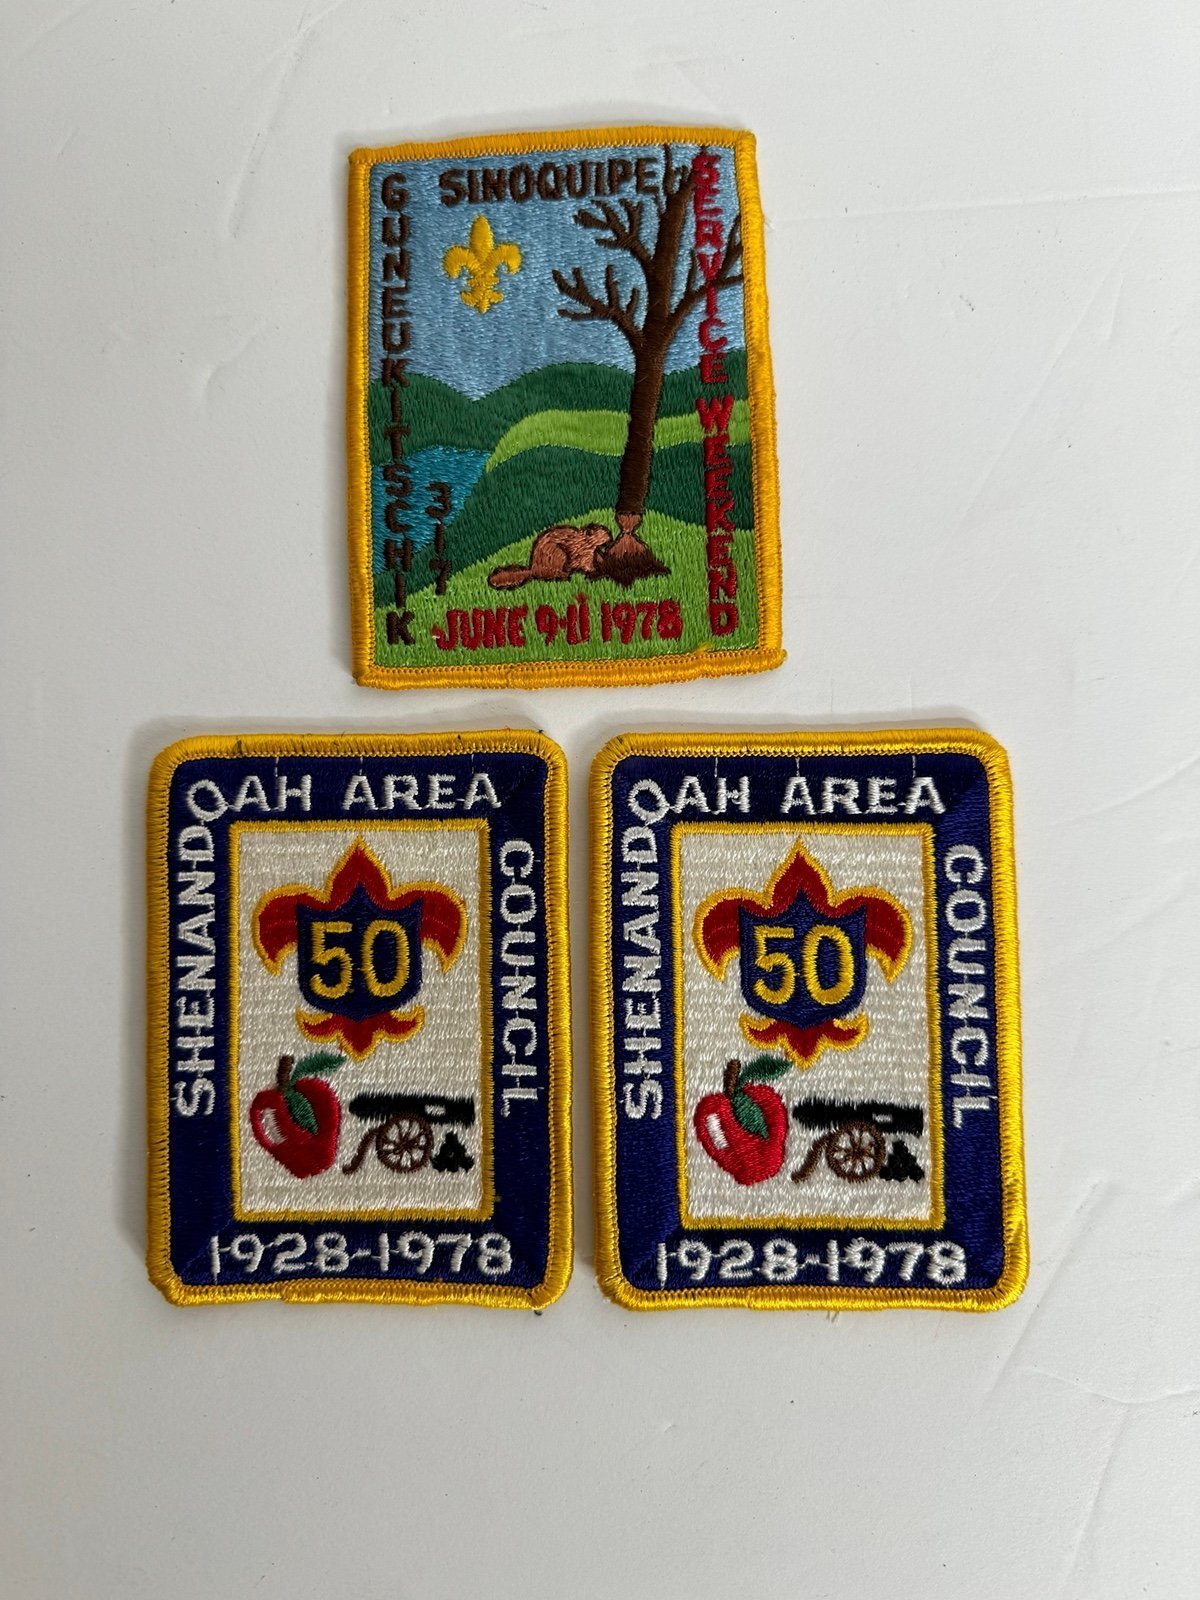 SINOQUIPE
GUNEUKITSCHIK
317
SERVICE WEEKEND
JUNE 9-11 1978
SHENANDOAH AREA COUNCIL
50
1928-1978
SHENANDOAH AREA COUNCIL
50
1928-1978